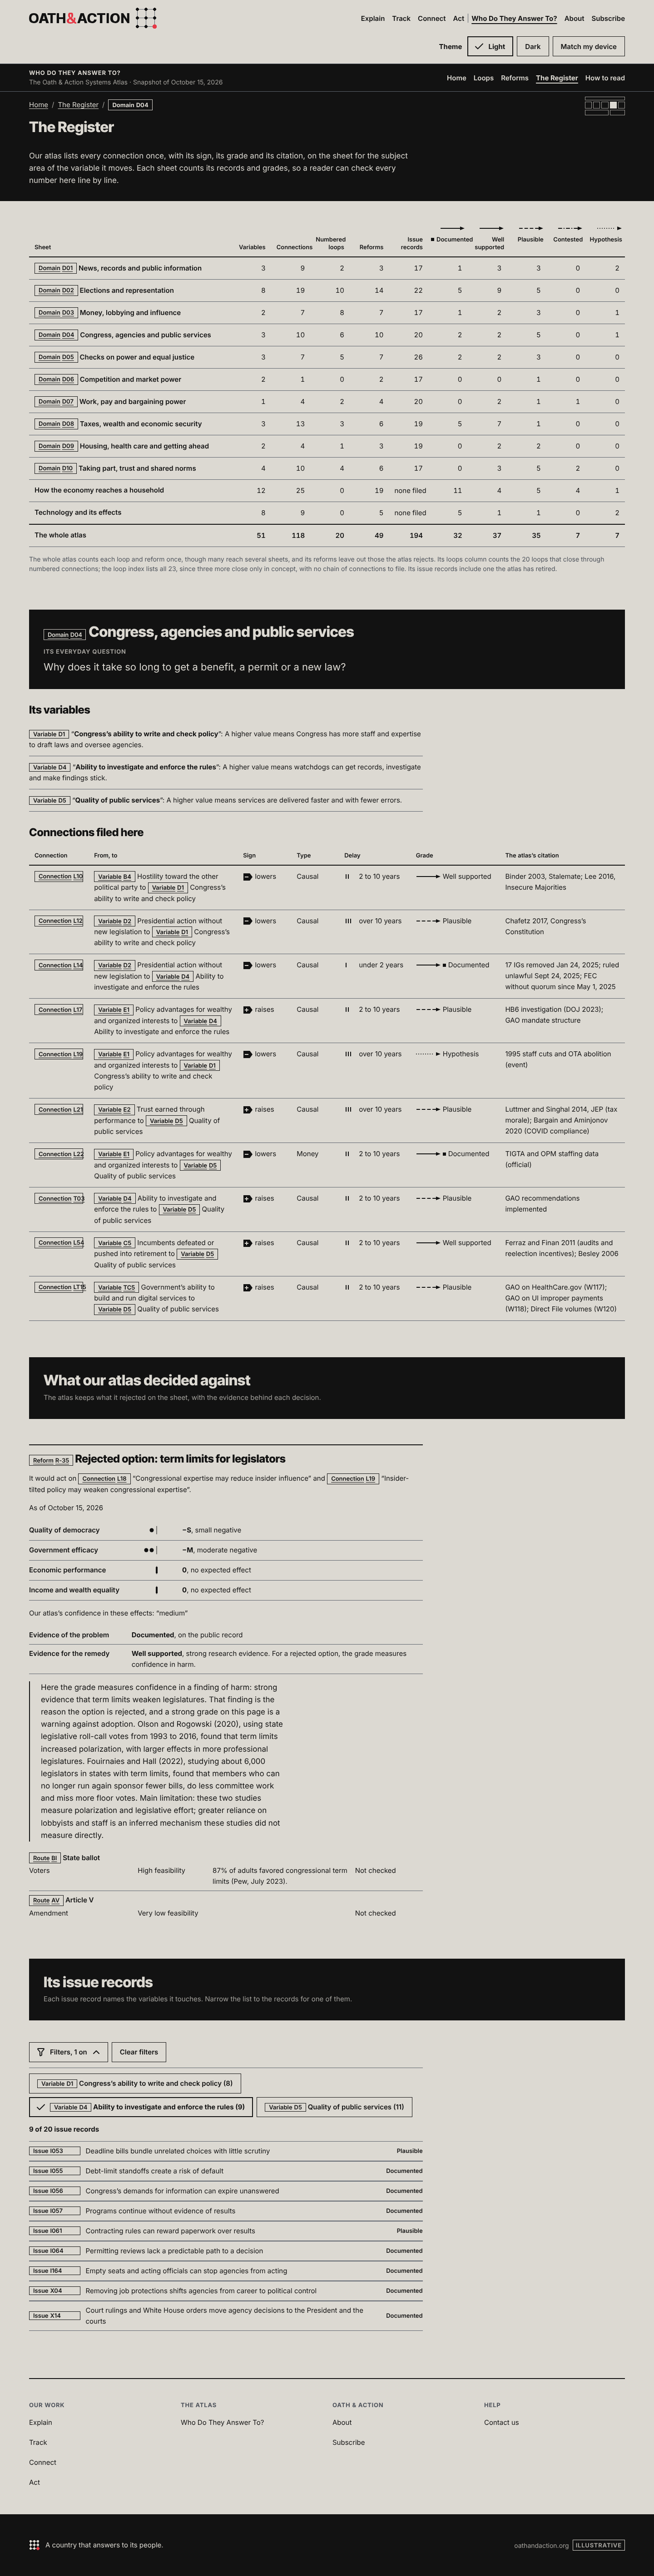 OATH&ACTION
Explain Track Connect Act Who Do They Answer To? About Subscribe
Theme Light Dark Match my device
WHO DO THEY ANSWER TO?
The Oath & Action Systems Atlas · Snapshot of October 15, 2026
Home Loops Reforms The Register How to read
Home / The Register / Domain D04
The Register
Our atlas lists every connection once, with its sign, its grade and its citation, on the sheet for the subject
area of the variable it moves. Each sheet counts its records and grades, so a reader can check every
number here line by line.
Sheet Variables Connections Numbered loops Reforms Issue records Documented Well supported Plausible Contested Hypothesis
Domain D01 News, records and public information 3 9 2 3 17 1 3 3 0 2
Domain D02 Elections and representation 8 19 10 14 22 5 9 5 0 0
Domain D03 Money, lobbying and influence 2 7 8 7 17 1 2 3 0 1
Domain D04 Congress, agencies and public services 3 10 6 10 20 2 2 5 0 1
Domain D05 Checks on power and equal justice 3 7 5 7 26 2 2 3 0 0
Domain D06 Competition and market power 2 1 0 2 17 0 0 1 0 0
Domain D07 Work, pay and bargaining power 1 4 2 4 20 0 2 1 1 0
Domain D08 Taxes, wealth and economic security 3 13 3 6 19 5 7 1 0 0
Domain D09 Housing, health care and getting ahead 2 4 1 3 19 0 2 2 0 0
Domain D10 Taking part, trust and shared norms 4 10 4 6 17 0 3 5 2 0
How the economy reaches a household 12 25 0 19 none filed 11 4 5 4 1
Technology and its effects 8 9 0 5 none filed 5 1 1 0 2
The whole atlas 51 118 20 49 194 32 37 35 7 7
The whole atlas counts each loop and reform once, though many reach several sheets, and its reforms leave out those the atlas rejects. Its loops column counts the 20 loops that close through
numbered connections; the loop index lists all 23, since three more close only in concept, with no chain of connections to file. Its issue records include one the atlas has retired.
Domain D04 Congress, agencies and public services
ITS EVERYDAY QUESTION
Why does it take so long to get a benefit, a permit or a new law?
Its variables
Variable D1 “Congress’s ability to write and check policy”: A higher value means Congress has more staff and expertise
to draft laws and oversee agencies.
Variable D4 “Ability to investigate and enforce the rules”: A higher value means watchdogs can get records, investigate
and make findings stick.
Variable D5 “Quality of public services”: A higher value means services are delivered faster and with fewer errors.
Connections filed here
Connection From, to Sign Type Delay Grade The atlas’s citation
Connection L10 Variable B4 Hostility toward the other lowers Causal 2 to 10 years Well supported Binder 2003, Stalemate; Lee 2016,
political party to Variable D1 Congress’s Insecure Majorities
ability to write and check policy
Connection L12 Variable D2 Presidential action without lowers Causal over 10 years Plausible Chafetz 2017, Congress’s
new legislation to Variable D1 Congress’s Constitution
ability to write and check policy
Connection L14 Variable D2 Presidential action without lowers Causal under 2 years Documented 17 IGs removed Jan 24, 2025; ruled
new legislation to Variable D4 Ability to unlawful Sept 24, 2025; FEC
investigate and enforce the rules without quorum since May 1, 2025
Connection L17 Variable E1 Policy advantages for wealthy raises Causal 2 to 10 years Plausible HB6 investigation (DOJ 2023);
and organized interests to Variable D4 GAO mandate structure
Ability to investigate and enforce the rules
Connection L19 Variable E1 Policy advantages for wealthy lowers Causal over 10 years Hypothesis 1995 staff cuts and OTA abolition
and organized interests to Variable D1 (event)
Congress’s ability to write and check
policy
Connection L21 Variable E2 Trust earned through raises Causal over 10 years Plausible Luttmer and Singhal 2014, JEP (tax
performance to Variable D5 Quality of morale); Bargain and Aminjonov
public services 2020 (COVID compliance)
Connection L22 Variable E1 Policy advantages for wealthy lowers Money 2 to 10 years Documented TIGTA and OPM staffing data
and organized interests to Variable D5 (official)
Quality of public services
Connection T03 Variable D4 Ability to investigate and raises Causal 2 to 10 years Plausible GAO recommendations
enforce the rules to Variable D5 Quality implemented
of public services
Connection L54 Variable C5 Incumbents defeated or raises Causal 2 to 10 years Well supported Ferraz and Finan 2011 (audits and
pushed into retirement to Variable D5 reelection incentives); Besley 2006
Quality of public services
Connection LT15 Variable TC5 Government’s ability to raises Causal 2 to 10 years Plausible GAO on HealthCare.gov (W117);
build and run digital services to GAO on UI improper payments
Variable D5 Quality of public services (W118); Direct File volumes (W120)
What our atlas decided against
The atlas keeps what it rejected on the sheet, with the evidence behind each decision.
Reform R-35 Rejected option: term limits for legislators
It would act on Connection L18 “Congressional expertise may reduce insider influence” and Connection L19 “Insider-
tilted policy may weaken congressional expertise”.
As of October 15, 2026
Quality of democracy −S, small negative
Government efficacy −M, moderate negative
Economic performance 0, no expected effect
Income and wealth equality 0, no expected effect
Our atlas’s confidence in these effects: “medium”
Evidence of the problem Documented, on the public record
Evidence for the remedy Well supported, strong research evidence. For a rejected option, the grade measures
confidence in harm.
Here the grade measures confidence in a finding of harm: strong
evidence that term limits weaken legislatures. That finding is the
reason the option is rejected, and a strong grade on this page is a
warning against adoption. Olson and Rogowski (2020), using state
legislative roll-call votes from 1993 to 2016, found that term limits
increased polarization, with larger effects in more professional
legislatures. Fouirnaies and Hall (2022), studying about 6,000
legislators in states with term limits, found that members who can
no longer run again sponsor fewer bills, do less committee work
and miss more floor votes. Main limitation: these two studies
measure polarization and legislative effort; greater reliance on
lobbyists and staff is an inferred mechanism these studies did not
measure directly.
Route BI State ballot
Voters High feasibility 87% of adults favored congressional term Not checked
limits (Pew, July 2023).
Route AV Article V
Amendment Very low feasibility Not checked
Its issue records
Each issue record names the variables it touches. Narrow the list to the records for one of them.
Filters, 1 on Clear filters
Variable D1 Congress’s ability to write and check policy (8)
Variable D4 Ability to investigate and enforce the rules (9) Variable D5 Quality of public services (11)
9 of 20 issue records
Issue I053 Deadline bills bundle unrelated choices with little scrutiny Plausible
Issue I055 Debt-limit standoffs create a risk of default Documented
Issue I056 Congress’s demands for information can expire unanswered Documented
Issue I057 Programs continue without evidence of results Documented
Issue I061 Contracting rules can reward paperwork over results Plausible
Issue I064 Permitting reviews lack a predictable path to a decision Documented
Issue I164 Empty seats and acting officials can stop agencies from acting Documented
Issue X04 Removing job protections shifts agencies from career to political control Documented
Issue X14 Court rulings and White House orders move agency decisions to the President and the Documented
courts
OUR WORK THE ATLAS OATH & ACTION HELP
Explain Who Do They Answer To? About Contact us
Track Subscribe
Connect
Act
A country that answers to its people. oathandaction.org ILLUSTRATIVE